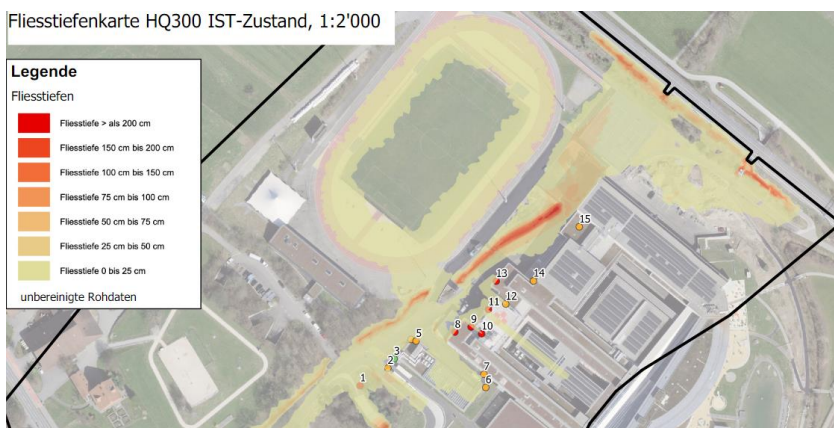 Fliesstiefenkarte HQ300 IST-Zustand, 1:2'000
Legende
Fliesstiefen
Fliesstiefe > als 200 cm
Fliesstiefe 150 cm bis 200 cm
Fliesstiefe 100 cm bis 150 cm
Fliesstiefe 75 cm bis 100 cm
Fliesstiefe 50 cm bis 75 cm
Fliesstiefe 25 cm bis 50 cm
Fliesstiefe 0 bis 25 cm
unbereinigte Rohdaten
15
13
14
12
11
9
8
10
5
3
2
1
7
6